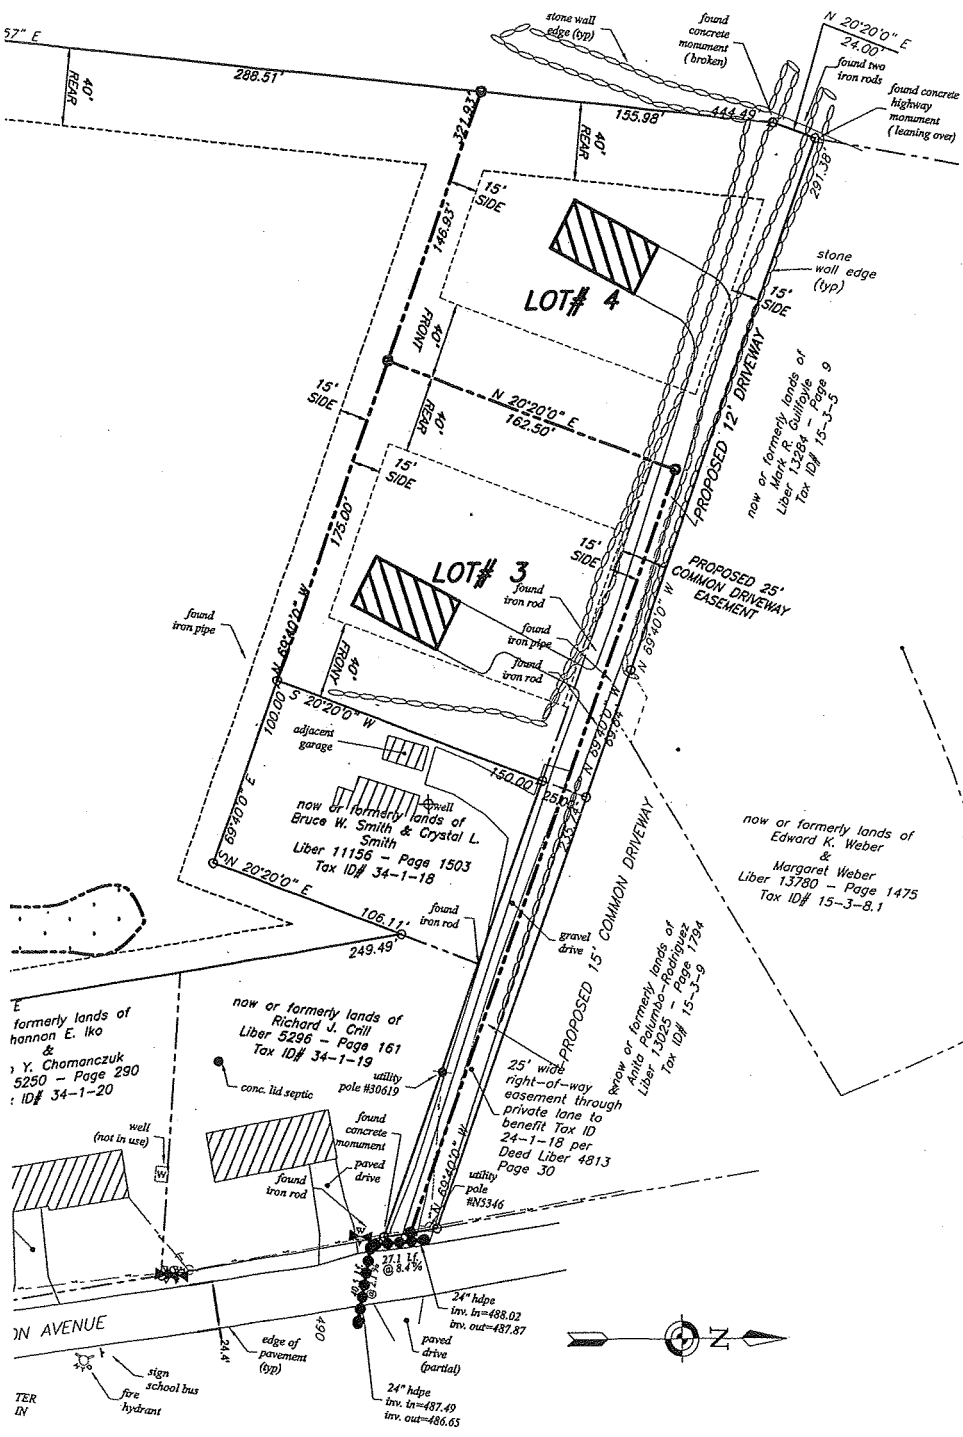 57" E
288.51'
40'
REAR
stone wall
edge (typ)
found
concrete
monument
(broken)
N 20°20'0" E
24.00'
found two
iron rods
found concrete
highway
monument
(leaning over)
321.93'
155.98'
444.49'
40'
REAR
291.38'
15'
SIDE
146.93'
stone
wall edge
(typ)
LOT# 4
15'
SIDE
40'
FRONT
PROPOSED 12' DRIVEWAY
now or formerly lands of
Mark R. Guilfoyle
Liber 13284 - Page 9
Tax ID# 15-3-5
15'
SIDE
N 20°20'0" E
162.50'
40'
REAR
15'
SIDE
175.00'
15'
SIDE
PROPOSED 25'
COMMON DRIVEWAY
EASEMENT
LOT# 3
found
iron rod
found
iron pipe
found
iron rod
found
iron pipe
N 69°40'0" W
N 69°40'0" W
40'
FRONT
100.00'
S 20°20'0" W
N 69°40'0" W
69.64'
adjacent
garage
150.00'
25.0
235.74'
well
now or formerly lands of
Bruce W. Smith & Crystal L.
Smith
Liber 11156 - Page 1503
Tax ID# 34-1-18
S 69°40'0" E
N 20°20'0" E
106.11'
249.49'
found
iron rod
gravel
drive
PROPOSED 15' COMMON DRIVEWAY
now or formerly lands of
Edward K. Weber
&
Margaret Weber
Liber 13780 - Page 1475
Tax ID# 15-3-8.1
now or formerly lands of
Anita Palumbo-Rodriguez
Liber 13025 - Page 1794
Tax ID# 15-3-9
E
formerly lands of
hannon E. Iko
&
Y. Chomanczuk
5250 - Page 290
ID# 34-1-20
now or formerly lands of
Richard J. Crill
Liber 5296 - Page 161
Tax ID# 34-1-19
conc. lid septic
utility
pole #30619
25' wide
right-of-way
easement through
private lane to
benefit Tax ID
24-1-18 per
Deed Liber 4813
Page 30
well
(not in use)
W
found
concrete
monument
paved
drive
found
iron rod
N 69°40'0" W
utility
pole
#N5346
W
27.1 l.f.
@ 8.4%
24" hdpe
inv. in=488.02
inv. out=487.87
ON AVENUE
24.4'
edge of
pavement
(typ)
490
paved
drive
(partial)
N
sign
school bus
fire
hydrant
24" hdpe
inv. in=487.49
inv. out=486.65
TER
IN